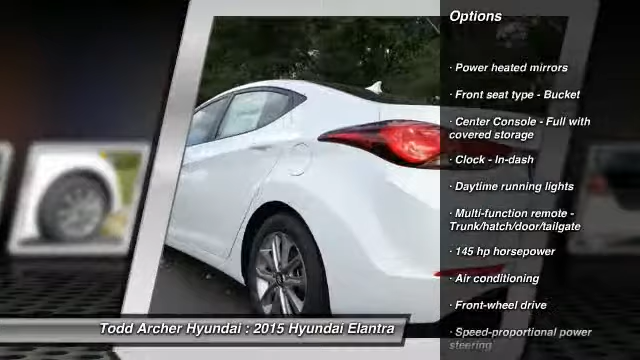 Options
· Power heated mirrors
· Front seat type - Bucket
· Center Console - Full with
covered storage
· Clock - In-dash
· Daytime running lights
· Multi-function remote -
Trunk/hatch/door/tailgate
· 145 hp horsepower
· Air conditioning
· Front-wheel drive
· Speed-proportional power
steering
Todd Archer Hyundai : 2015 Hyundai Elantra